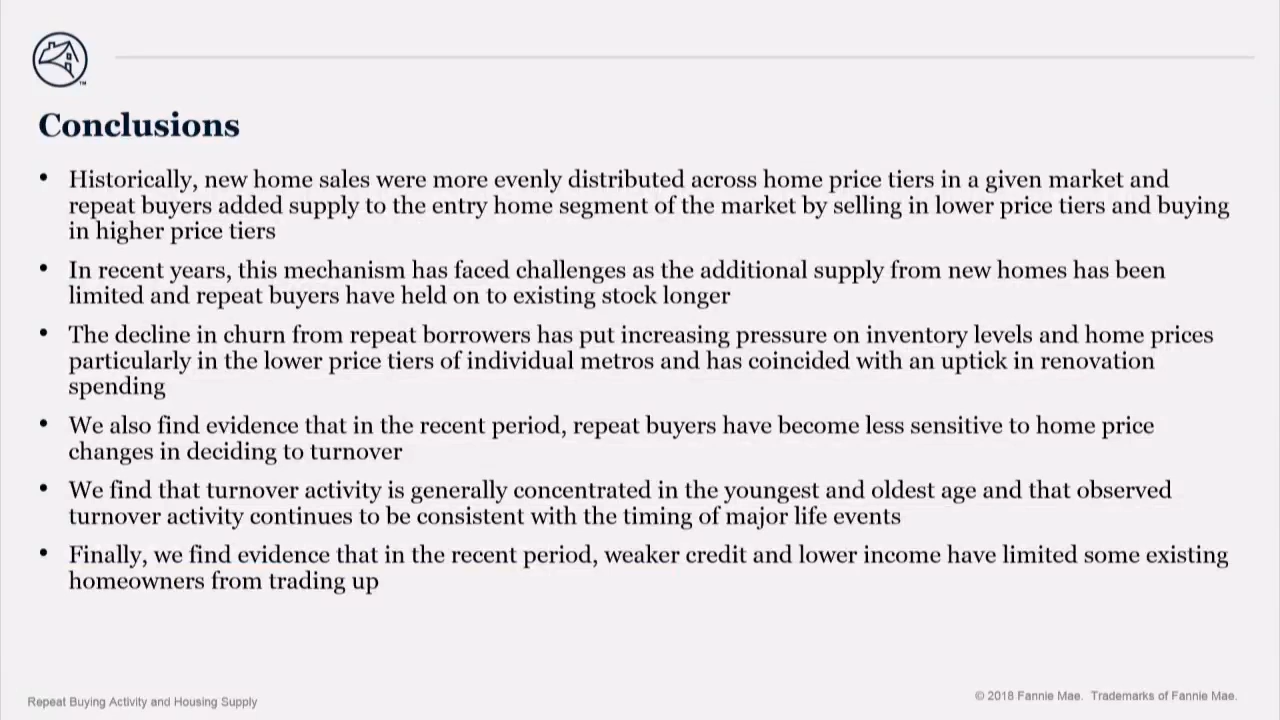 Conclusions
• Historically, new home sales were more evenly distributed across home price tiers in a given market and
repeat buyers added supply to the entry home segment of the market by selling in lower price tiers and buying
in higher price tiers
• In recent years, this mechanism has faced challenges as the additional supply from new homes has been
limited and repeat buyers have held on to existing stock longer
• The decline in churn from repeat borrowers has put increasing pressure on inventory levels and home prices
particularly in the lower price tiers of individual metros and has coincided with an uptick in renovation
spending
• We also find evidence that in the recent period, repeat buyers have become less sensitive to home price
changes in deciding to turnover
• We find that turnover activity is generally concentrated in the youngest and oldest age and that observed
turnover activity continues to be consistent with the timing of major life events
• Finally, we find evidence that in the recent period, weaker credit and lower income have limited some existing
homeowners from trading up
Repeat Buying Activity and Housing Supply
© 2018 Fannie Mae. Trademarks of Fannie Mae.